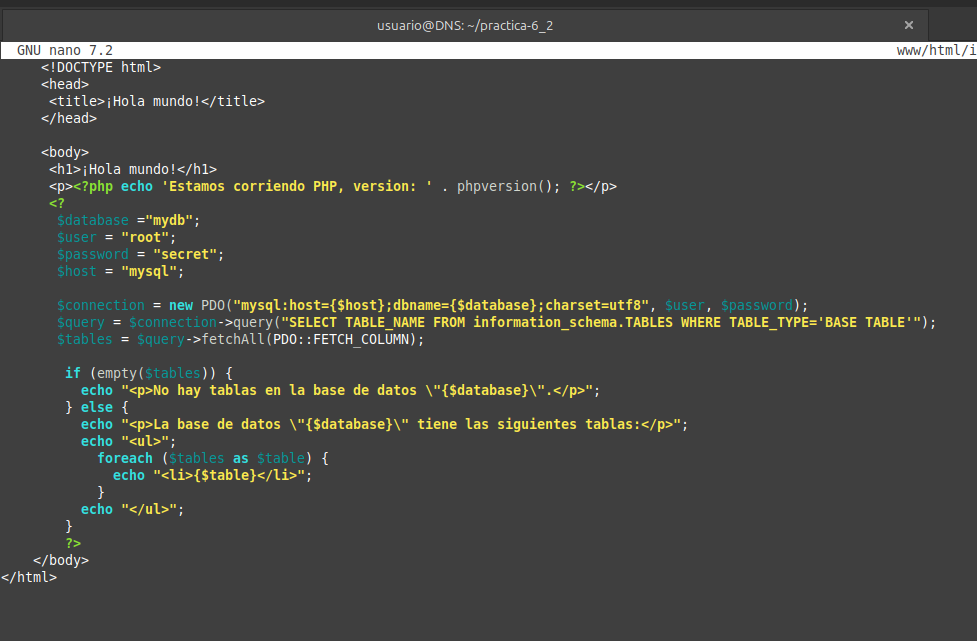 usuario@DNS: ~/practica-6_2
GNU nano 7.2 www/html/i
<!DOCTYPE html>
<head>
<title>¡Hola mundo!</title>
</head>
<body>
<h1>¡Hola mundo!</h1>
<p><?php echo 'Estamos corriendo PHP, version: ' . phpversion(); ?></p>
<?
$database ="mydb";
$user = "root";
$password = "secret";
$host = "mysql";
$connection = new PDO("mysql:host={$host};dbname={$database};charset=utf8", $user, $password);
$query = $connection->query("SELECT TABLE_NAME FROM information_schema.TABLES WHERE TABLE_TYPE='BASE TABLE'");
$tables = $query->fetchAll(PDO::FETCH_COLUMN);
if (empty($tables)) {
echo "<p>No hay tablas en la base de datos \"{$database}\".</p>";
} else {
echo "<p>La base de datos \"{$database}\" tiene las siguientes tablas:</p>";
echo "<ul>";
foreach ($tables as $table) {
echo "<li>{$table}</li>";
}
echo "</ul>";
}
?>
</body>
</html>